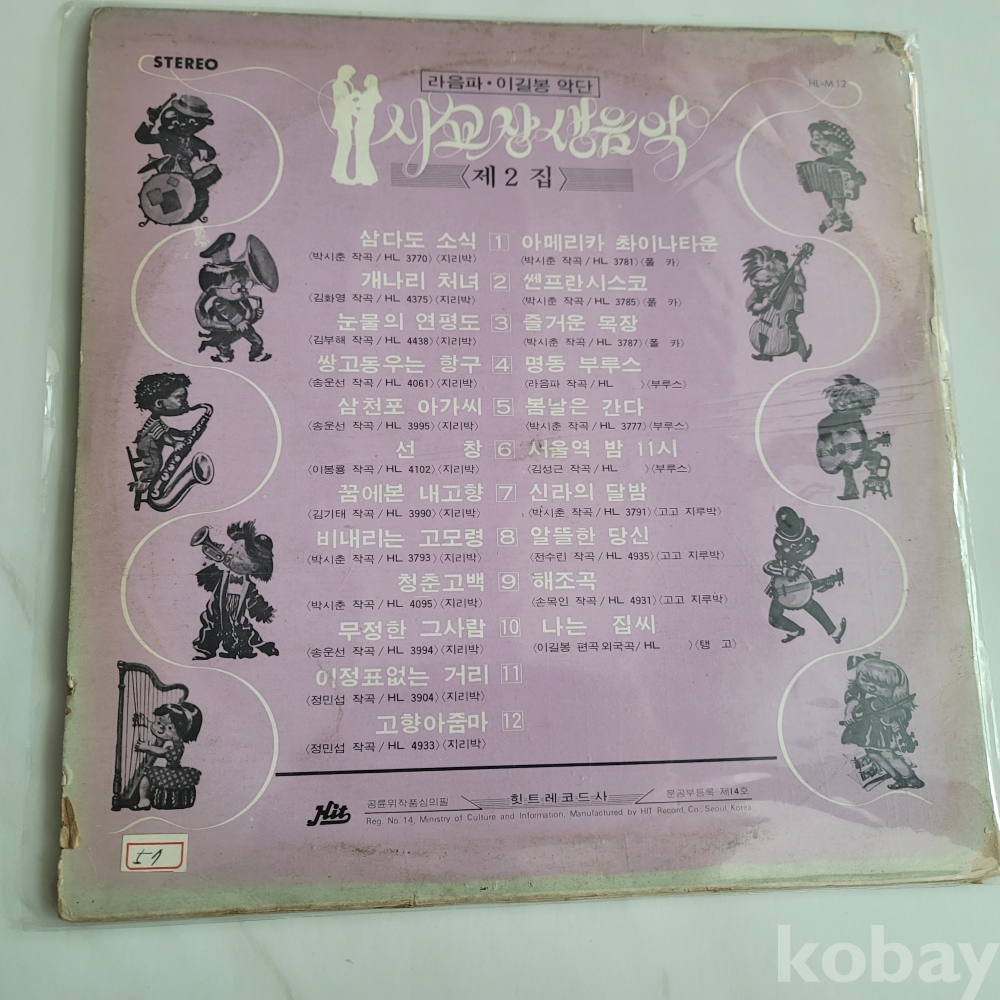 STEREO
라음파·이길봉 악단
HL-M 12
사교장 생음악
〈제 2 집〉
삼다도 소식 1 아메리카 촤이나타운
〈박시춘 작곡/HL 3770〉〈지리박〉 〈박시춘 작곡/HL 3781〉〈폴 카〉
개나리 처녀 2 쌘프란시스코
〈김화영 작곡/HL 4375〉〈지리박〉 〈박시춘 작곡/HL 3785〉〈폴 카〉
눈물의 연평도 3 즐거운 목장
〈김부해 작곡/HL 4438〉〈지리박〉 〈박시춘 작곡/HL 3787〉〈폴 카〉
쌍고동우는 항구 4 명동 부루스
〈송운선 작곡/HL 4061〉〈지리박〉 〈라음파 작곡/HL 〉〈부루스〉
삼천포 아가씨 5 봄날은 간다
〈송운선 작곡/HL 3995〉〈지리박〉 〈박시춘 작곡/HL 3777〉〈부루스〉
선 창 6 서울역 밤 11시
〈이봉룡 작곡/HL 4102〉〈지리박〉 〈김성근 작곡/HL 〉〈부루스〉
꿈에본 내고향 7 신라의 달밤
〈김기태 작곡/HL 3990〉〈지리박〉 〈박시춘 작곡/HL 3791〉〈고고 지루박〉
비내리는 고모령 8 알뜰한 당신
〈박시춘 작곡/HL 3793〉〈지리박〉 〈전수린 작곡/HL 4935〉〈고고 지루박〉
청춘고백 9 해조곡
〈박시춘 작곡/HL 4095〉〈지리박〉 〈손목인 작곡/HL 4931〉〈고고 지루박〉
무정한 그사람 10 나는 집씨
〈송운선 작곡/HL 3994〉〈지리박〉 〈이길봉 편곡외국곡/HL 〉〈탱 고〉
이정표없는 거리 11
〈정민섭 작곡/HL 3904〉〈지리박〉
고향아줌마 12
〈정민섭 작곡/HL 4933〉〈지리박〉
Hit 공륜위작품심의필 힛트레코드사 문공부등록 제14호
Reg. No. 14, Ministry of Culture and Information, Manufactured by HIT Record, Co., Seoul, Korea
51
kobay